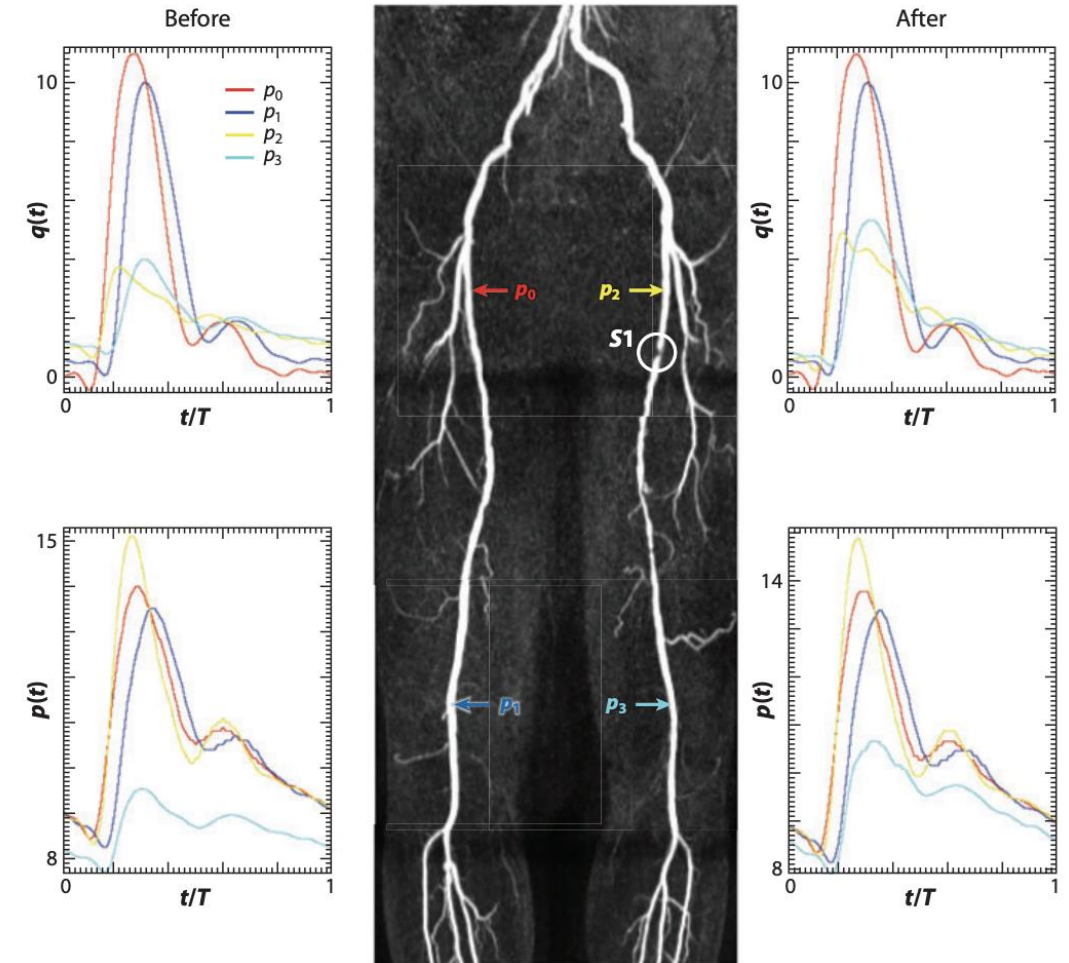 Before
After
10
q(t)
0
0
t/T
1
p₀
p₁
p₂
p₃
10
q(t)
0
0
t/T
1
p₀
p₂
S1
p₁
p₃
15
p(t)
8
0
t/T
1
14
p(t)
8
0
t/T
1